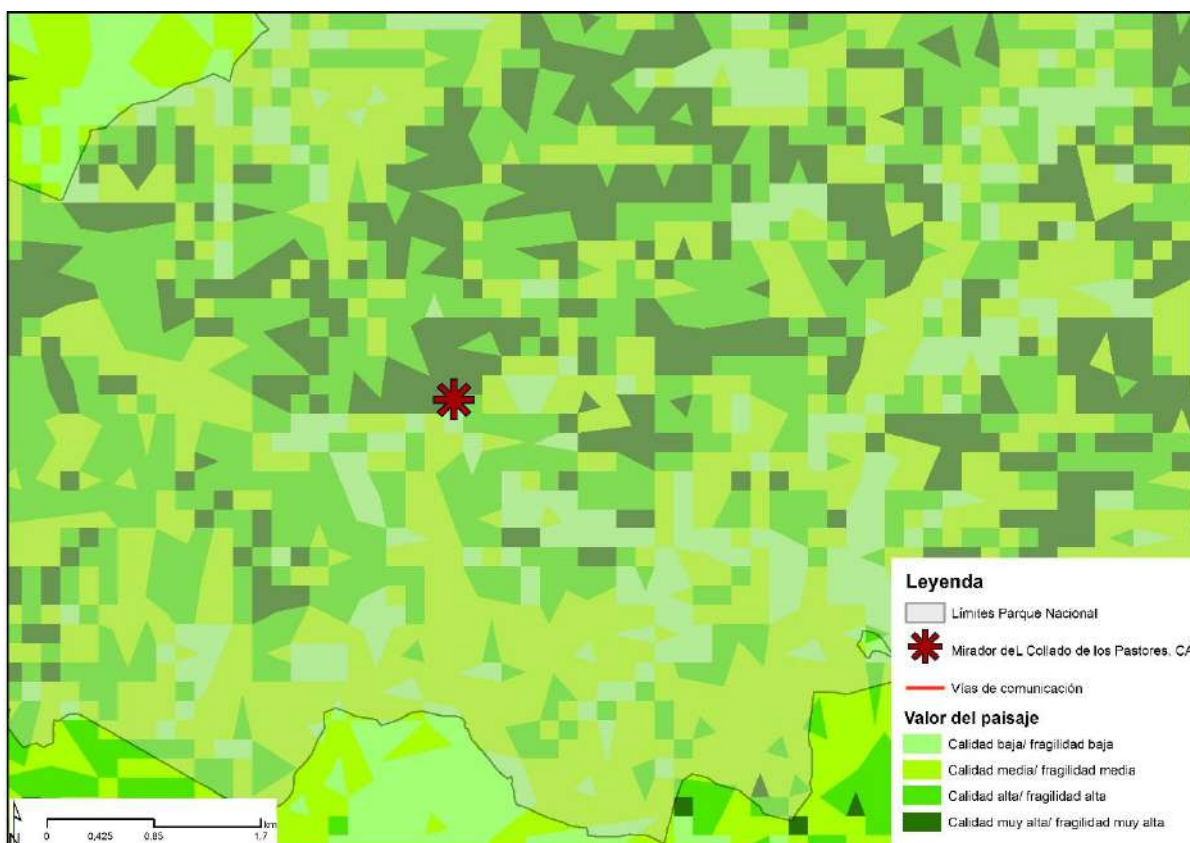 Leyenda
Límites Parque Nacional
Mirador deL Collado de los Pastores. CA
Vías de comunicación
Valor del paisaje
Calidad baja/ fragilidad baja
Calidad media/ fragilidad media
Calidad alta/ fragilidad alta
Calidad muy alta/ fragilidad muy alta
N
km
0 0,425 0,85 1,7